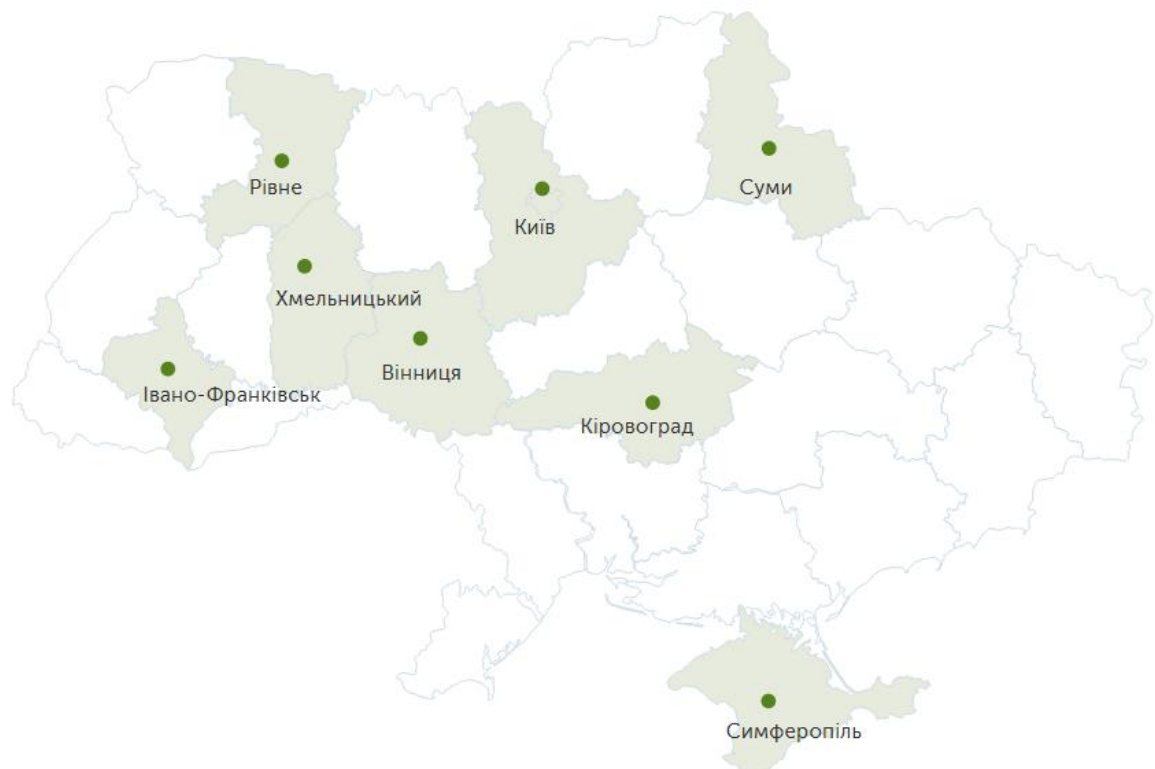 Рівне
Суми
Київ
Хмельницький
Вінниця
Івано-Франківськ
Кіровоград
Симферопіль